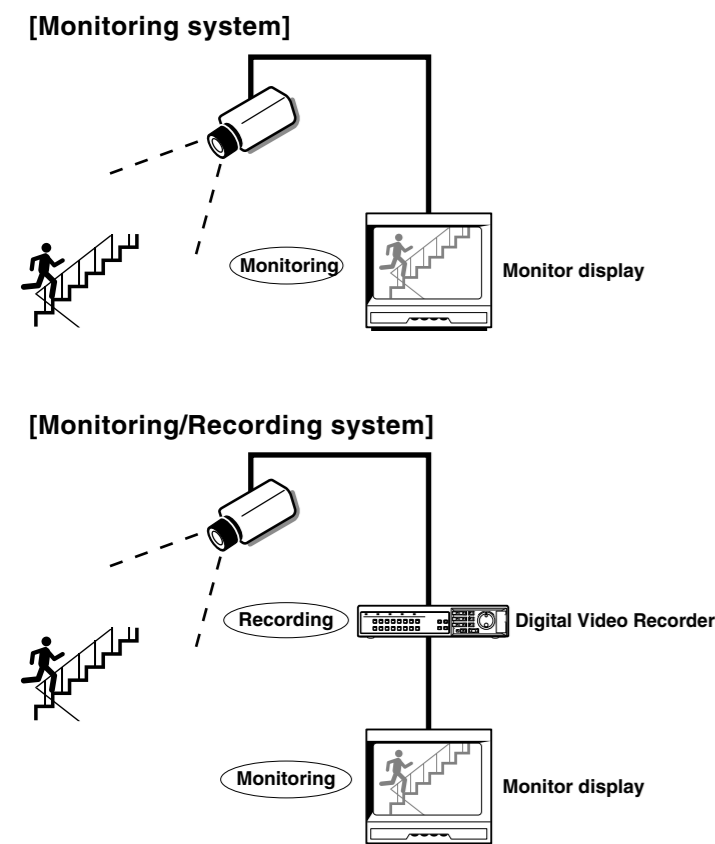 [Monitoring system]
Monitoring
Monitor display
[Monitoring/Recording system]
Recording
Digital Video Recorder
Monitoring
Monitor display